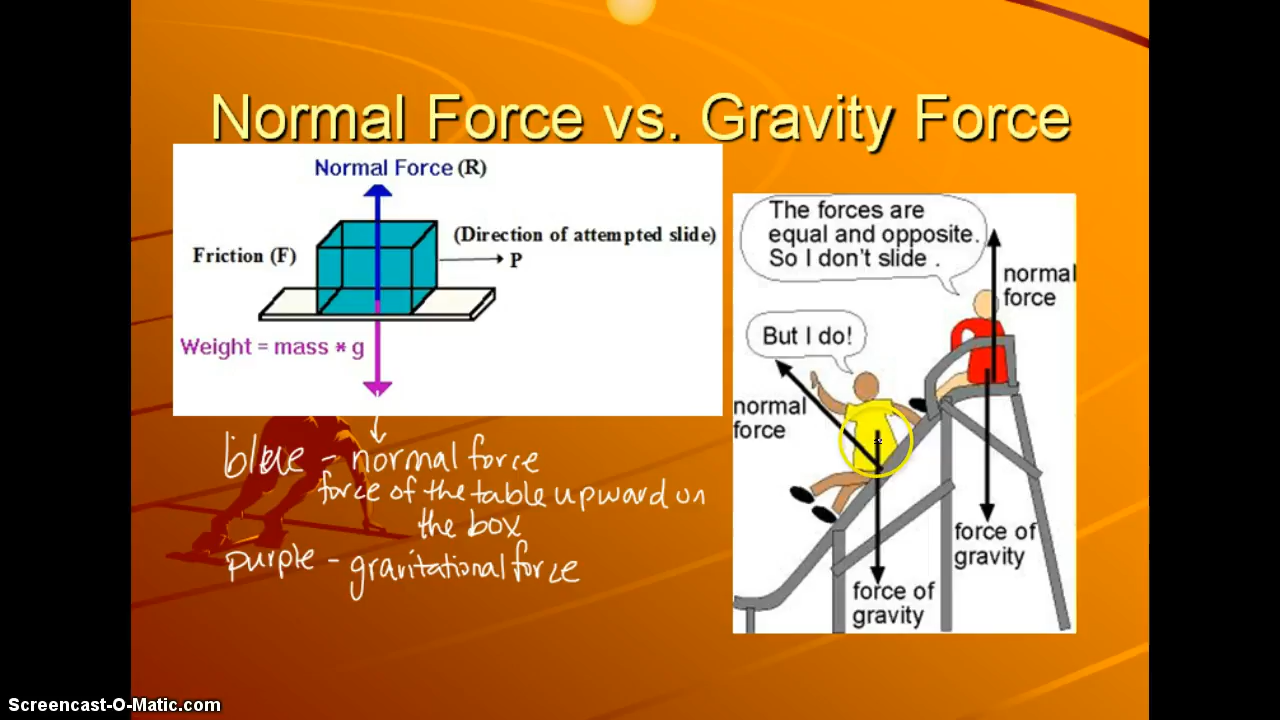 Normal Force vs. Gravity Force
Normal Force (R)
(Direction of attempted slide)
Friction (F)
P
Weight = mass * g
blue - normal force
force of the table upward on
the box
purple - gravitational force
The forces are
equal and opposite.
So I don't slide .
normal
force
But I do!
normal
force
force of
gravity
force of
gravity
Screencast-O-Matic.com